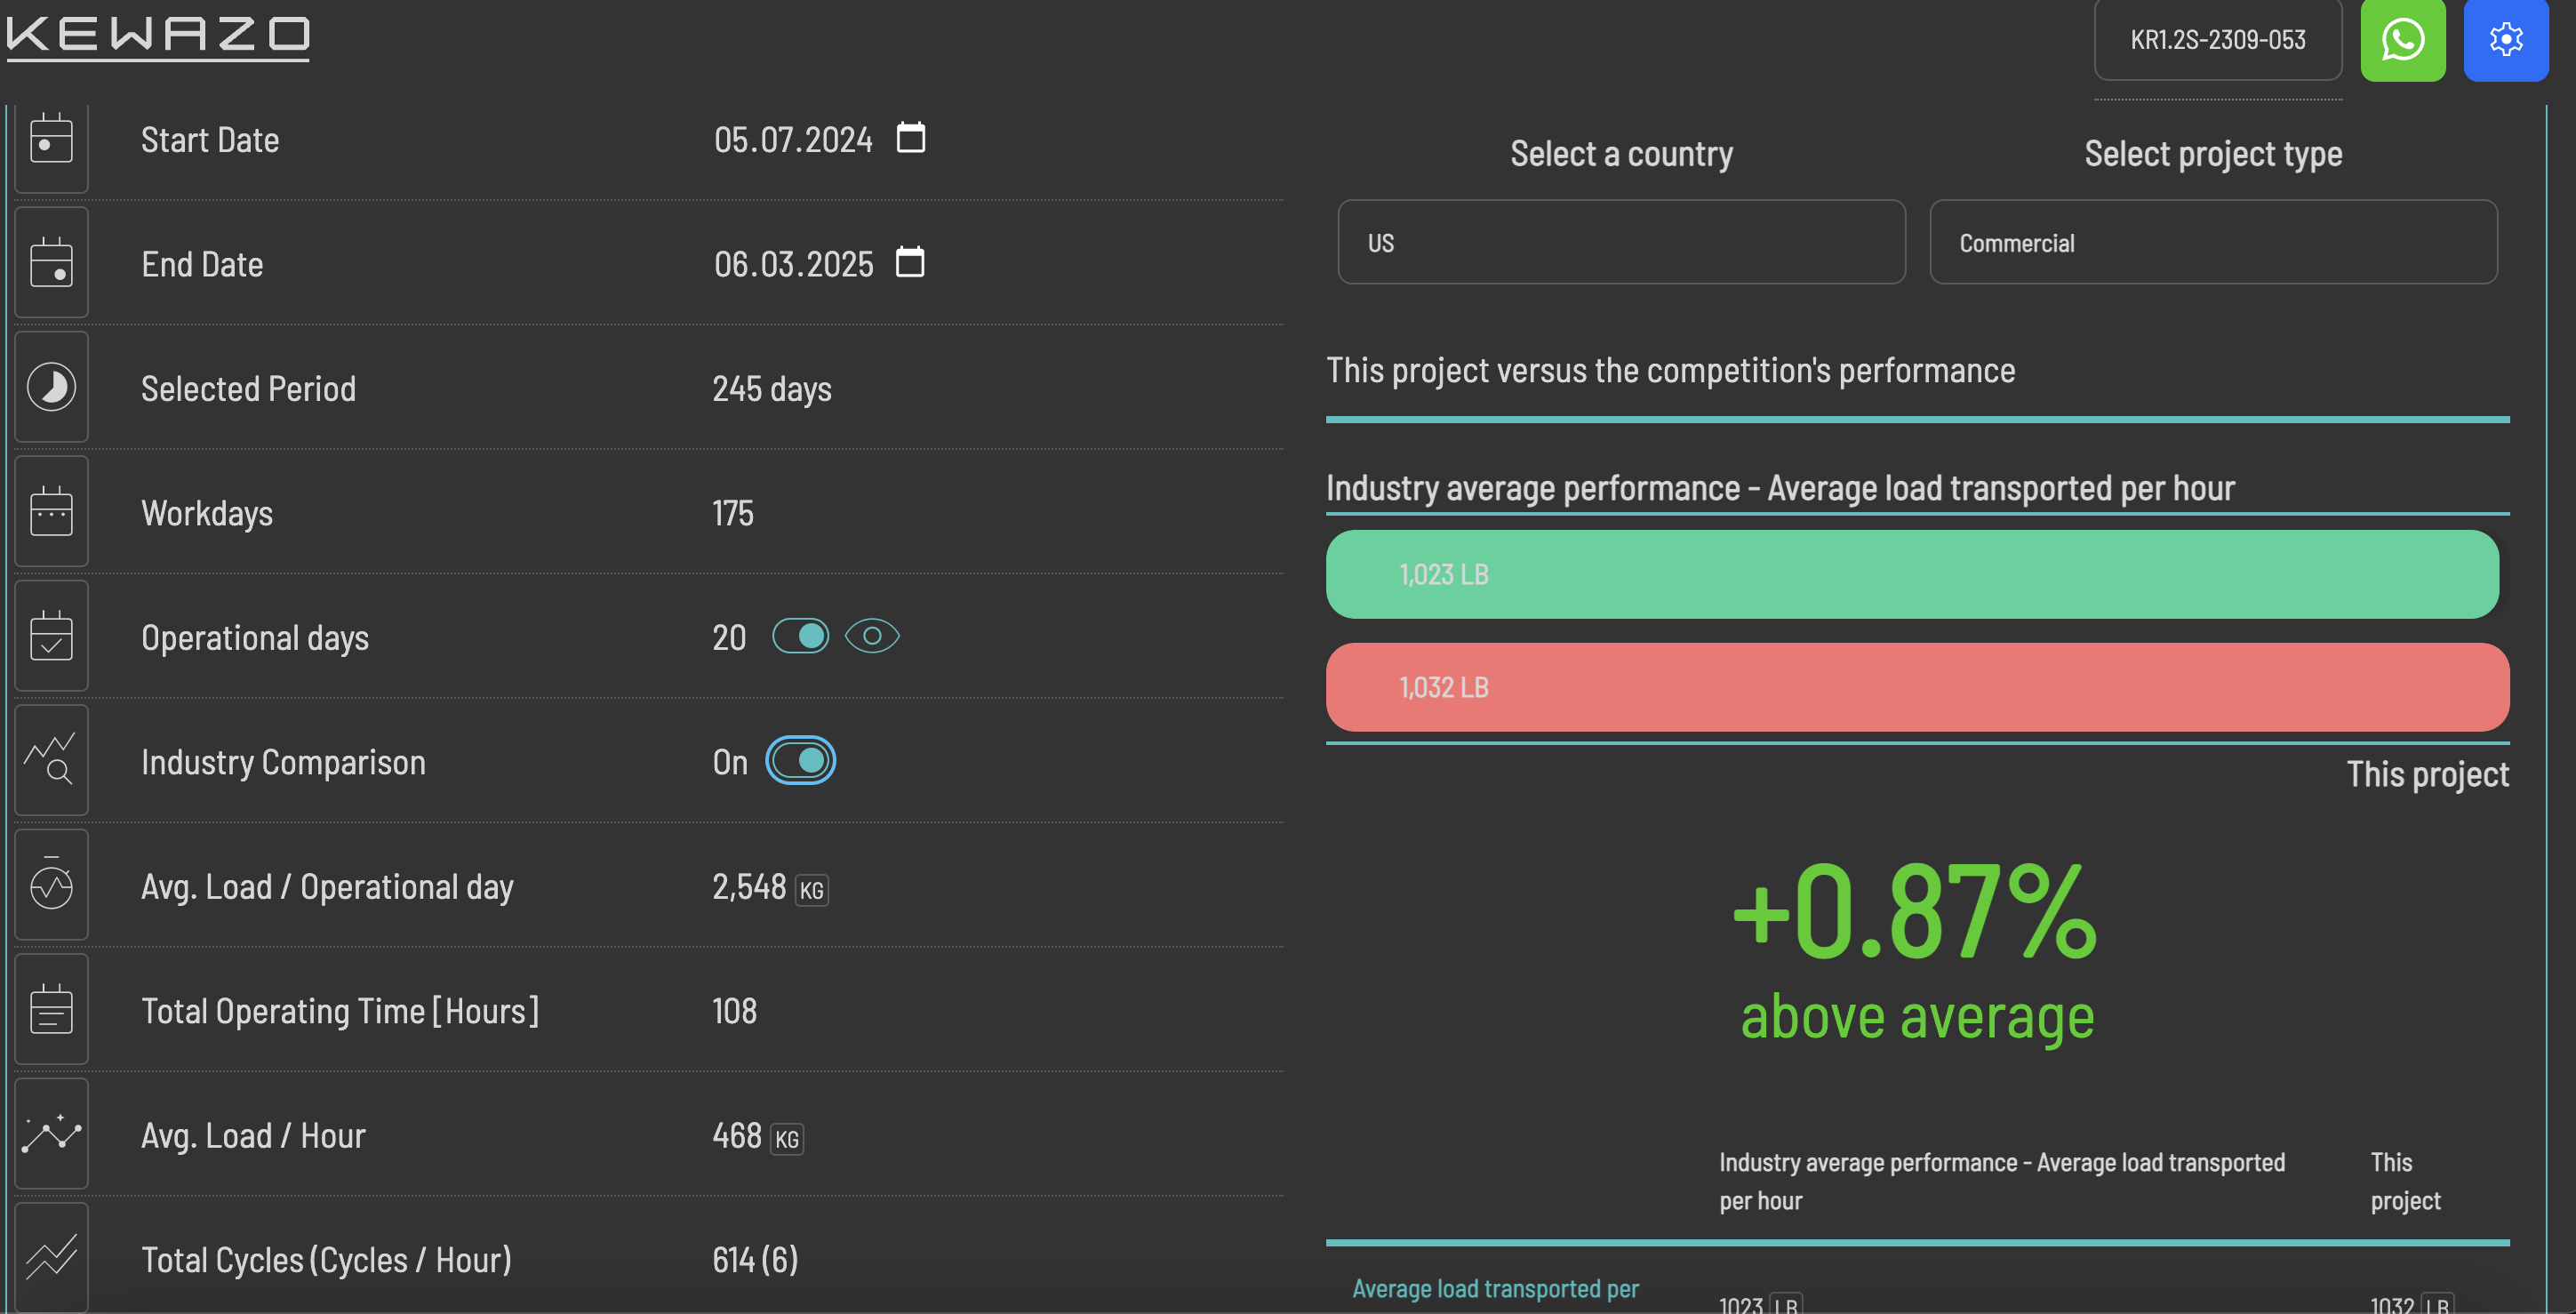 KEWAZO
KR1.2S-2309-053
Start Date 05.07.2024
End Date 06.03.2025
Selected Period 245 days
Workdays 175
Operational days 20
Industry Comparison On
Avg. Load / Operational day 2,548 KG
Total Operating Time [Hours] 108
Avg. Load / Hour 468 KG
Total Cycles (Cycles / Hour) 614 (6)
Select a country
Select project type
US
Commercial
This project versus the competition's performance
Industry average performance - Average load transported per hour
1,023 LB
1,032 LB
This project
+0.87%
above average
Industry average performance - Average load transported
per hour
This
project
Average load transported per
1023 LB
1032 LB